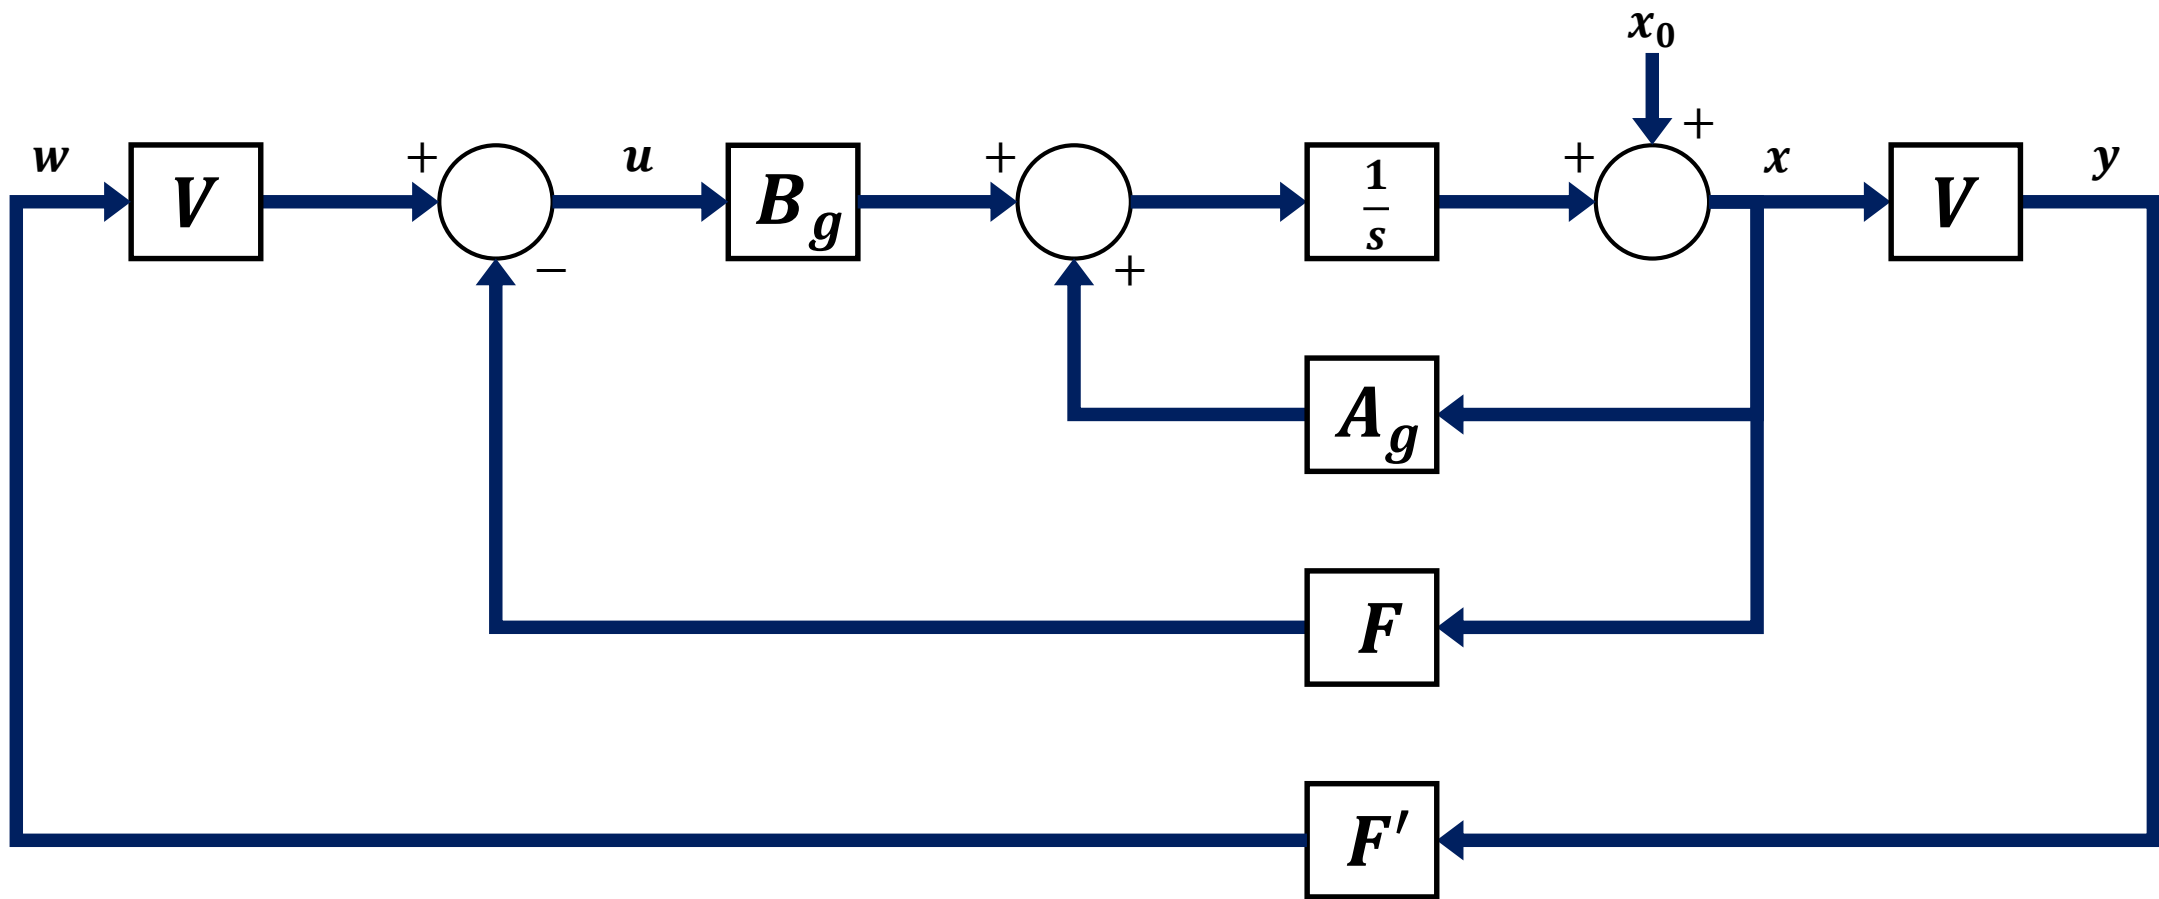 x₀
w V + u B_g + 1/s + + x V y
− +
A_g
F
F′